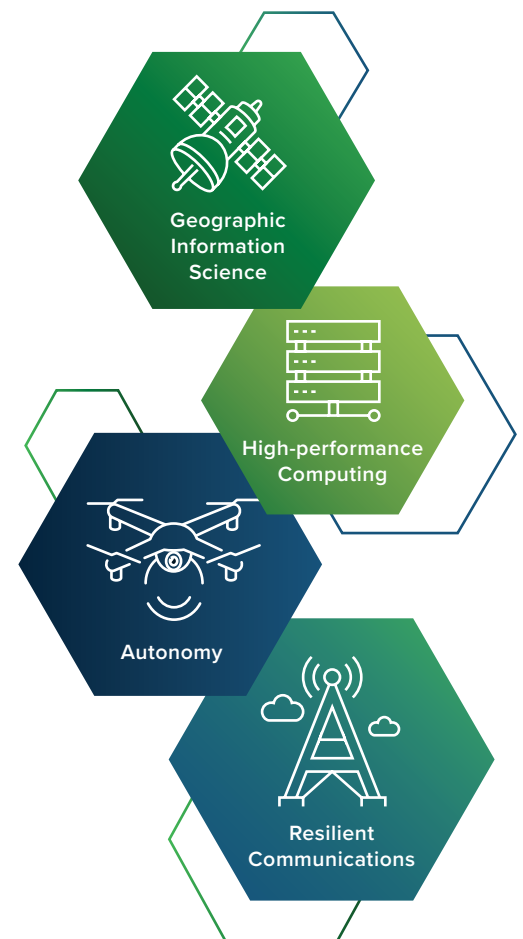 Geographic
Information
Science
High-performance
Computing
Autonomy
Resilient
Communications